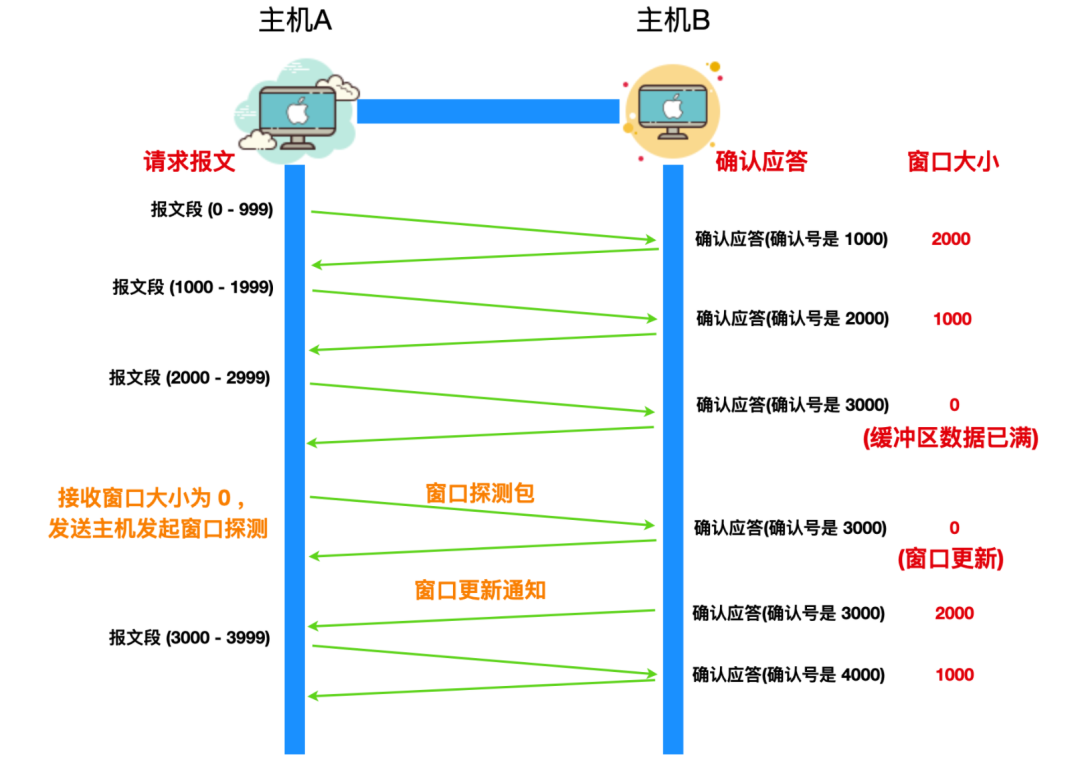 主机A
主机B
请求报文
确认应答
窗口大小
报文段 (0 - 999)
确认应答(确认号是 1000)
2000
报文段 (1000 - 1999)
确认应答(确认号是 2000)
1000
报文段 (2000 - 2999)
确认应答(确认号是 3000)
0
(缓冲区数据已满)
接收窗口大小为 0 ，
发送主机发起窗口探测
窗口探测包
确认应答(确认号是 3000)
0
(窗口更新)
窗口更新通知
确认应答(确认号是 3000)
2000
报文段 (3000 - 3999)
确认应答(确认号是 4000)
1000